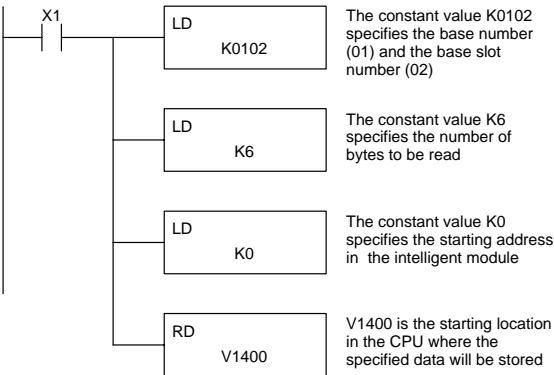 X1
LD
K0102
The constant value K0102
specifies the base number
(01) and the base slot
number (02)
LD
K6
The constant value K6
specifies the number of
bytes to be read
LD
K0
The constant value K0
specifies the starting address
in the intelligent module
RD
V1400
V1400 is the starting location
in the CPU where the
specified data will be stored